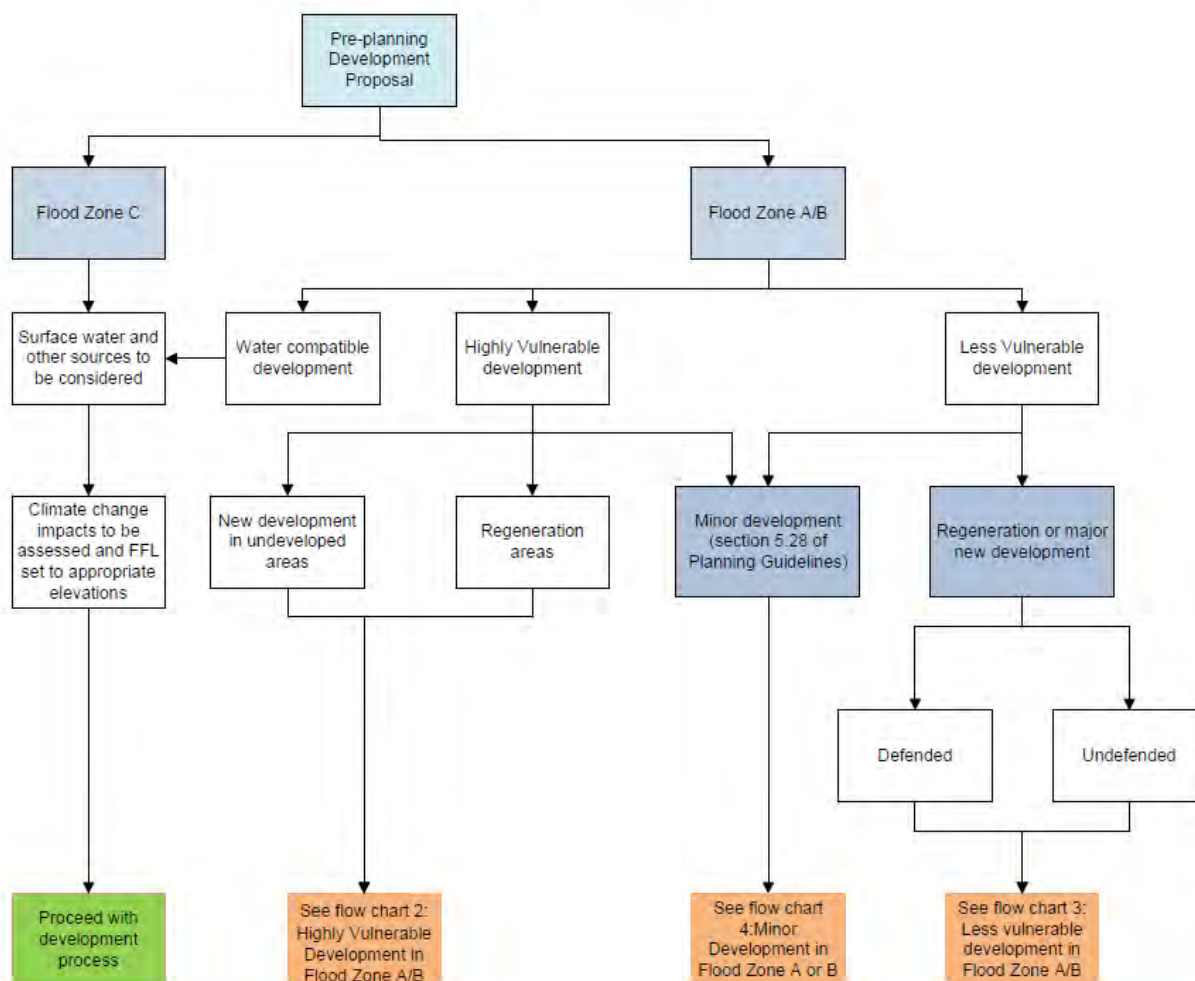 Pre-planning
Development
Proposal
Flood Zone C
Flood Zone A/B
Surface water and
other sources to
be considered
Water compatible
development
Highly Vulnerable
development
Less Vulnerable
development
Climate change
impacts to be
assessed and FFL
set to appropriate
elevations
New development
in undeveloped
areas
Regeneration
areas
Minor development
(section 5.28 of
Planning Guidelines)
Regeneration or major
new development
Defended
Undefended
Proceed with
development
process
See flow chart 2:
Highly Vulnerable
Development in
Flood Zone A/B
See flow chart
4:Minor
Development in
Flood Zone A or B
See flow chart 3:
Less vulnerable
development in
Flood Zone A/B